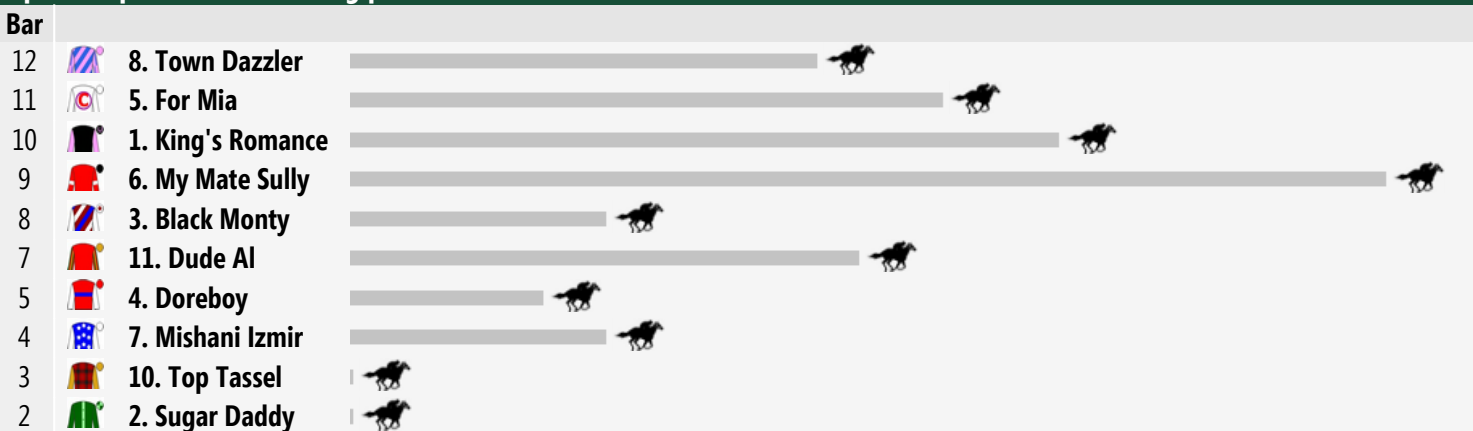 Bar
12 8. Town Dazzler
11 C 5. For Mia
10 1. King's Romance
9 6. My Mate Sully
8 3. Black Monty
7 11. Dude Al
5 4. Doreboy
4 7. Mishani Izmir
3 10. Top Tassel
2 2. Sugar Daddy